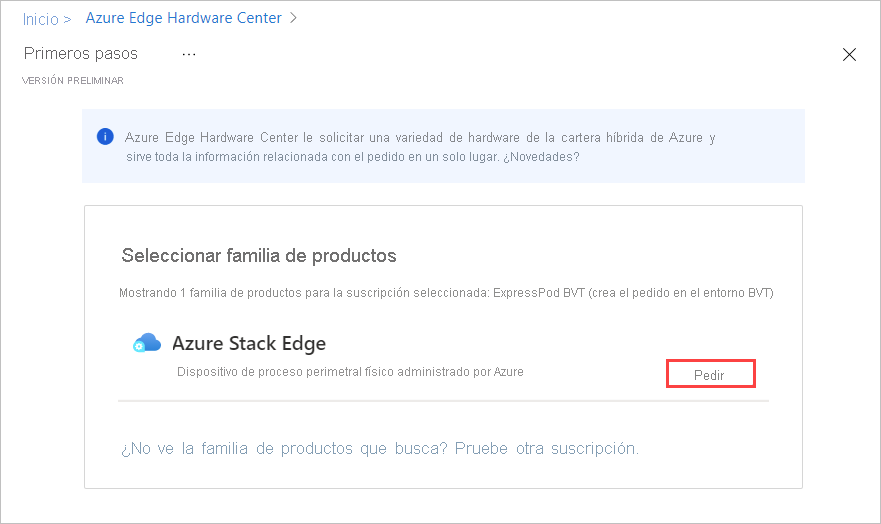 Inicio > Azure Edge Hardware Center >
Primeros pasos ...
VERSIÓN PRELIMINAR
Azure Edge Hardware Center le solicitar una variedad de hardware de la cartera híbrida de Azure y
sirve toda la información relacionada con el pedido en un solo lugar. ¿Novedades?
Seleccionar familia de productos
Mostrando 1 familia de productos para la suscripción seleccionada: ExpressPod BVT (crea el pedido en el entorno BVT)
Azure Stack Edge
Dispositivo de proceso perimetral físico administrado por Azure
Pedir
¿No ve la familia de productos que busca? Pruebe otra suscripción.